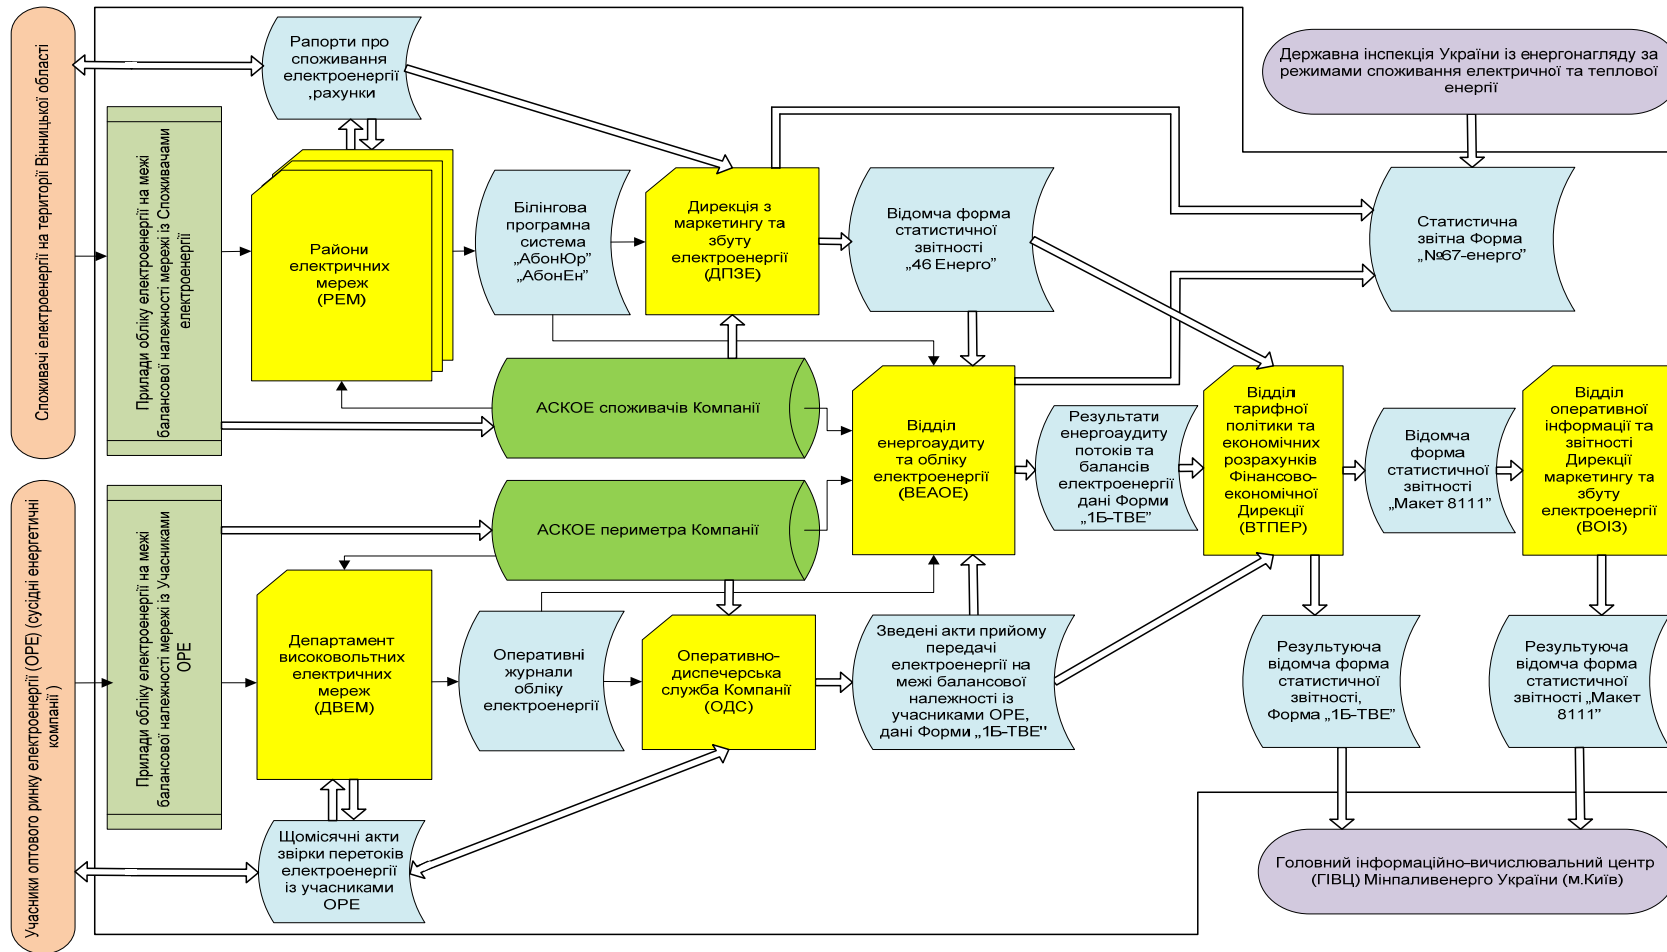 Споживачі електроенергії на території Вінницької області
Прилади обліку електроенергії на межі
балансової належності мережі із Споживачами
електроенергії
Рапорти про
споживання
електроенергії
,рахунки
Райони
електричних
мереж
(РЕМ)
Білінгова
програмна
система
„АбонЮр”
„АбонЕн”
Дирекція з
маркетингу та
збуту
електроенергії
(ДПЗЕ)
Відомча форма
статистичної
звітності
„46 Енерго”
Державна інспекція України із енергонагляду за
режимами споживання електричної та теплової
енергії
Статистична
звітна Форма
„№67-енерго”
АСКОЕ споживачів Компанії
АСКОЕ периметра Компанії
Відділ
енергоаудиту
та обліку
електроенергії
(ВЕАОЕ)
Результати
енергоаудиту
потоків та
балансів
електроенергії
дані Форми
„1Б-ТВЕ”
Відділ
тарифної
політики та
економічних
розрахунків
Фінансово-
економічної
Дирекції
(ВТПЕР)
Відомча
форма
статистичної
звітності
„Макет 8111”
Відділ
оперативної
інформації та
звітності
Дирекції
маркетингу та
збуту
електроенергії
(ВОІЗ)
Учасники оптового ринку електроенергії (ОРЕ) (сусідні енергетичні
компанії )
Прилади обліку електроенергії на межі
балансової належності мережі із Учасниками
ОРЕ
Департамент
високовольтних
електричних
мереж
(ДВЕМ)
Оперативні
журнали
обліку
електроенергії
Оперативно-
диспечерська
служба Компанії
(ОДС)
Зведені акти прийому
передачі
електроенергії на
межі балансової
належності із
учасниками ОРЕ,
дані Форми „1Б-ТВЕ"
Результуюча
відомча форма
статистичної
звітності,
Форма „1Б-ТВЕ”
Результуюча
відомча форма
статистичної
звітності „Макет
8111”
Щомісячні акти
звірки перетоків
електроенергії
із учасниками
ОРЕ
Головний інформаційно-вичислювальний центр
(ГІВЦ) Мінпаливенерго України (м.Київ)